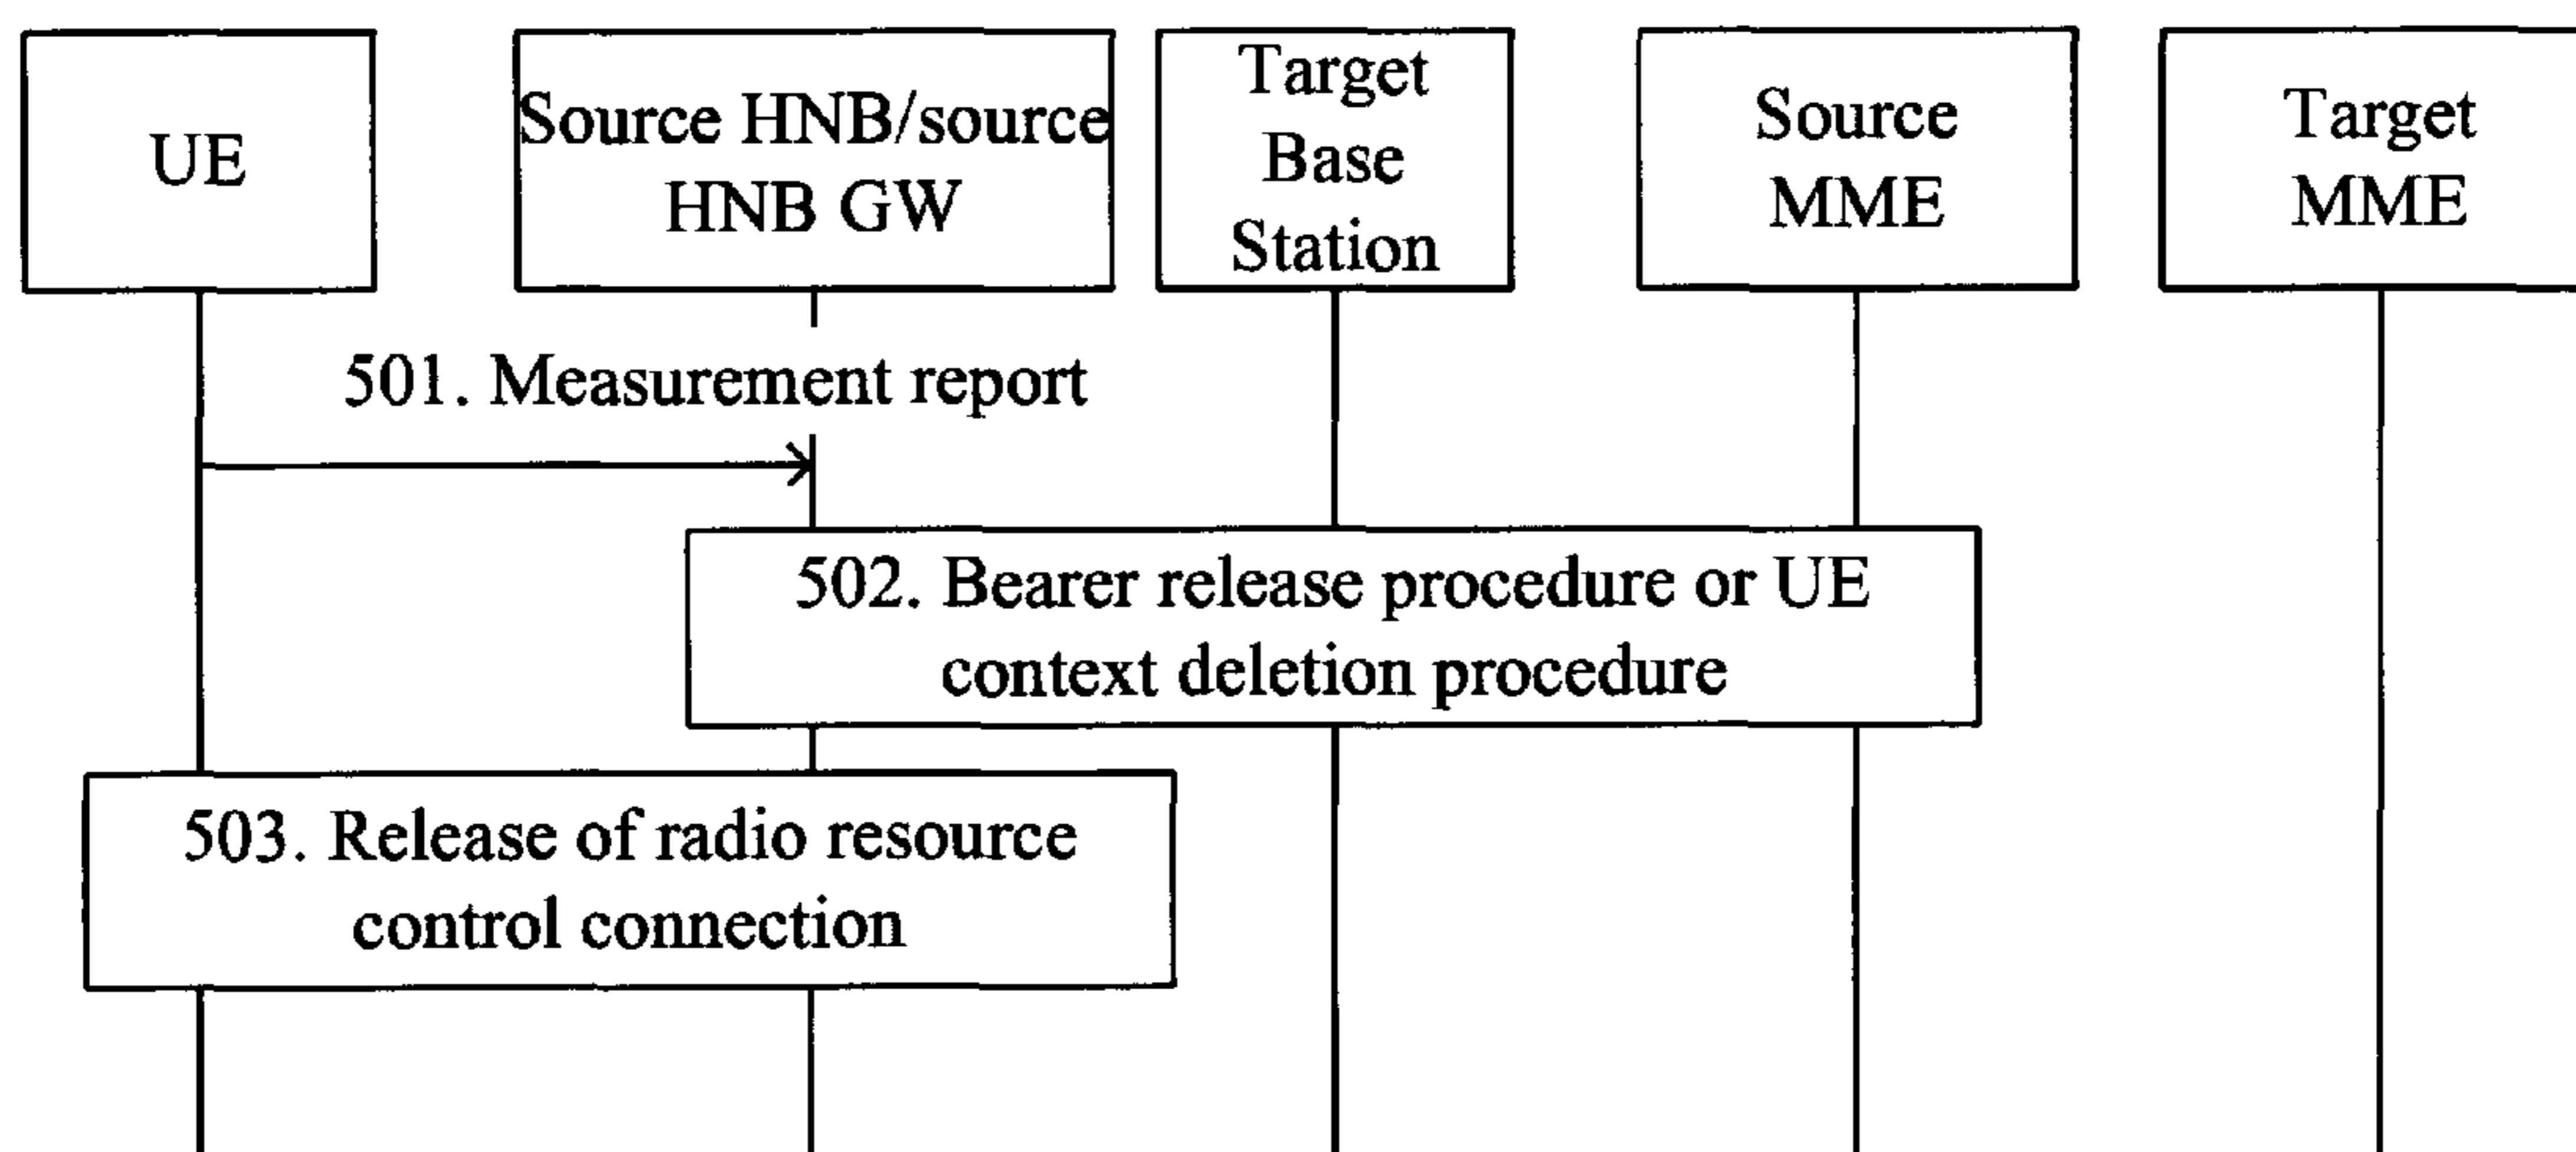 UE
Source HNB/source
HNB GW
Target
Base
Station
Source
MME
Target
MME
501. Measurement report
502. Bearer release procedure or UE
context deletion procedure
503. Release of radio resource
control connection